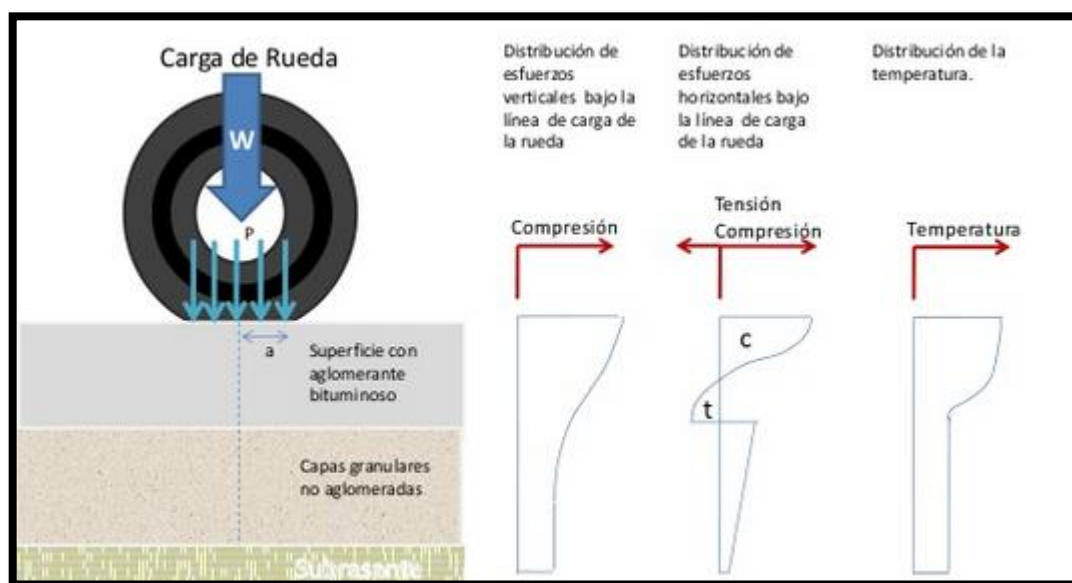 Carga de Rueda
W
P
a
Superficie con
aglomerante
bituminoso
Capas granulares
no aglomeradas
Subrasante
Distribución de
esfuerzos
verticales bajo la
línea de carga de
la rueda
Compresión
Distribución de
esfuerzos
horizontales bajo
la línea de carga
de la rueda
Tensión
Compresión
c
t
Distribución de la
temperatura.
Temperatura